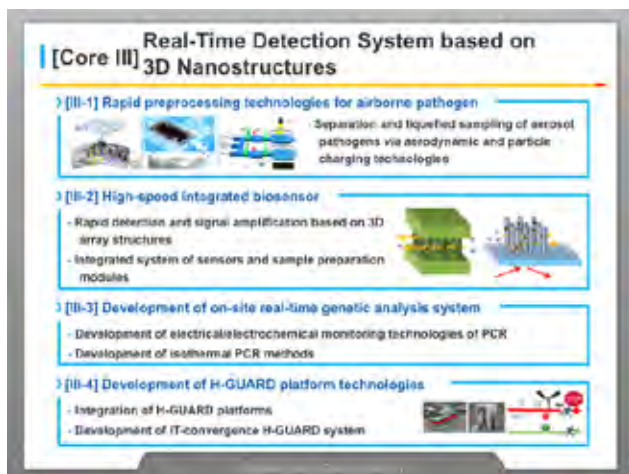 [Core III] Real-Time Detection System based on
3D Nanostructures
[III-1] Rapid preprocessing technologies for airborne pathogen
- Separation and liquefied sampling of aerosol
pathogens via aerodynamic and particle
charging technologies
[III-2] High-speed integrated biosensor
- Rapid detection and signal amplification based on 3D
array structures
- Integrated system of sensors and sample preparation
modules
[III-3] Development of on-site real-time genetic analysis system
- Development of electrical/electrochemical monitoring technologies of PCR
- Development of isothermal PCR methods
[III-4] Development of H-GUARD platform technologies
- Integration of H-GUARD platforms
- Development of IT-convergence H-GUARD system